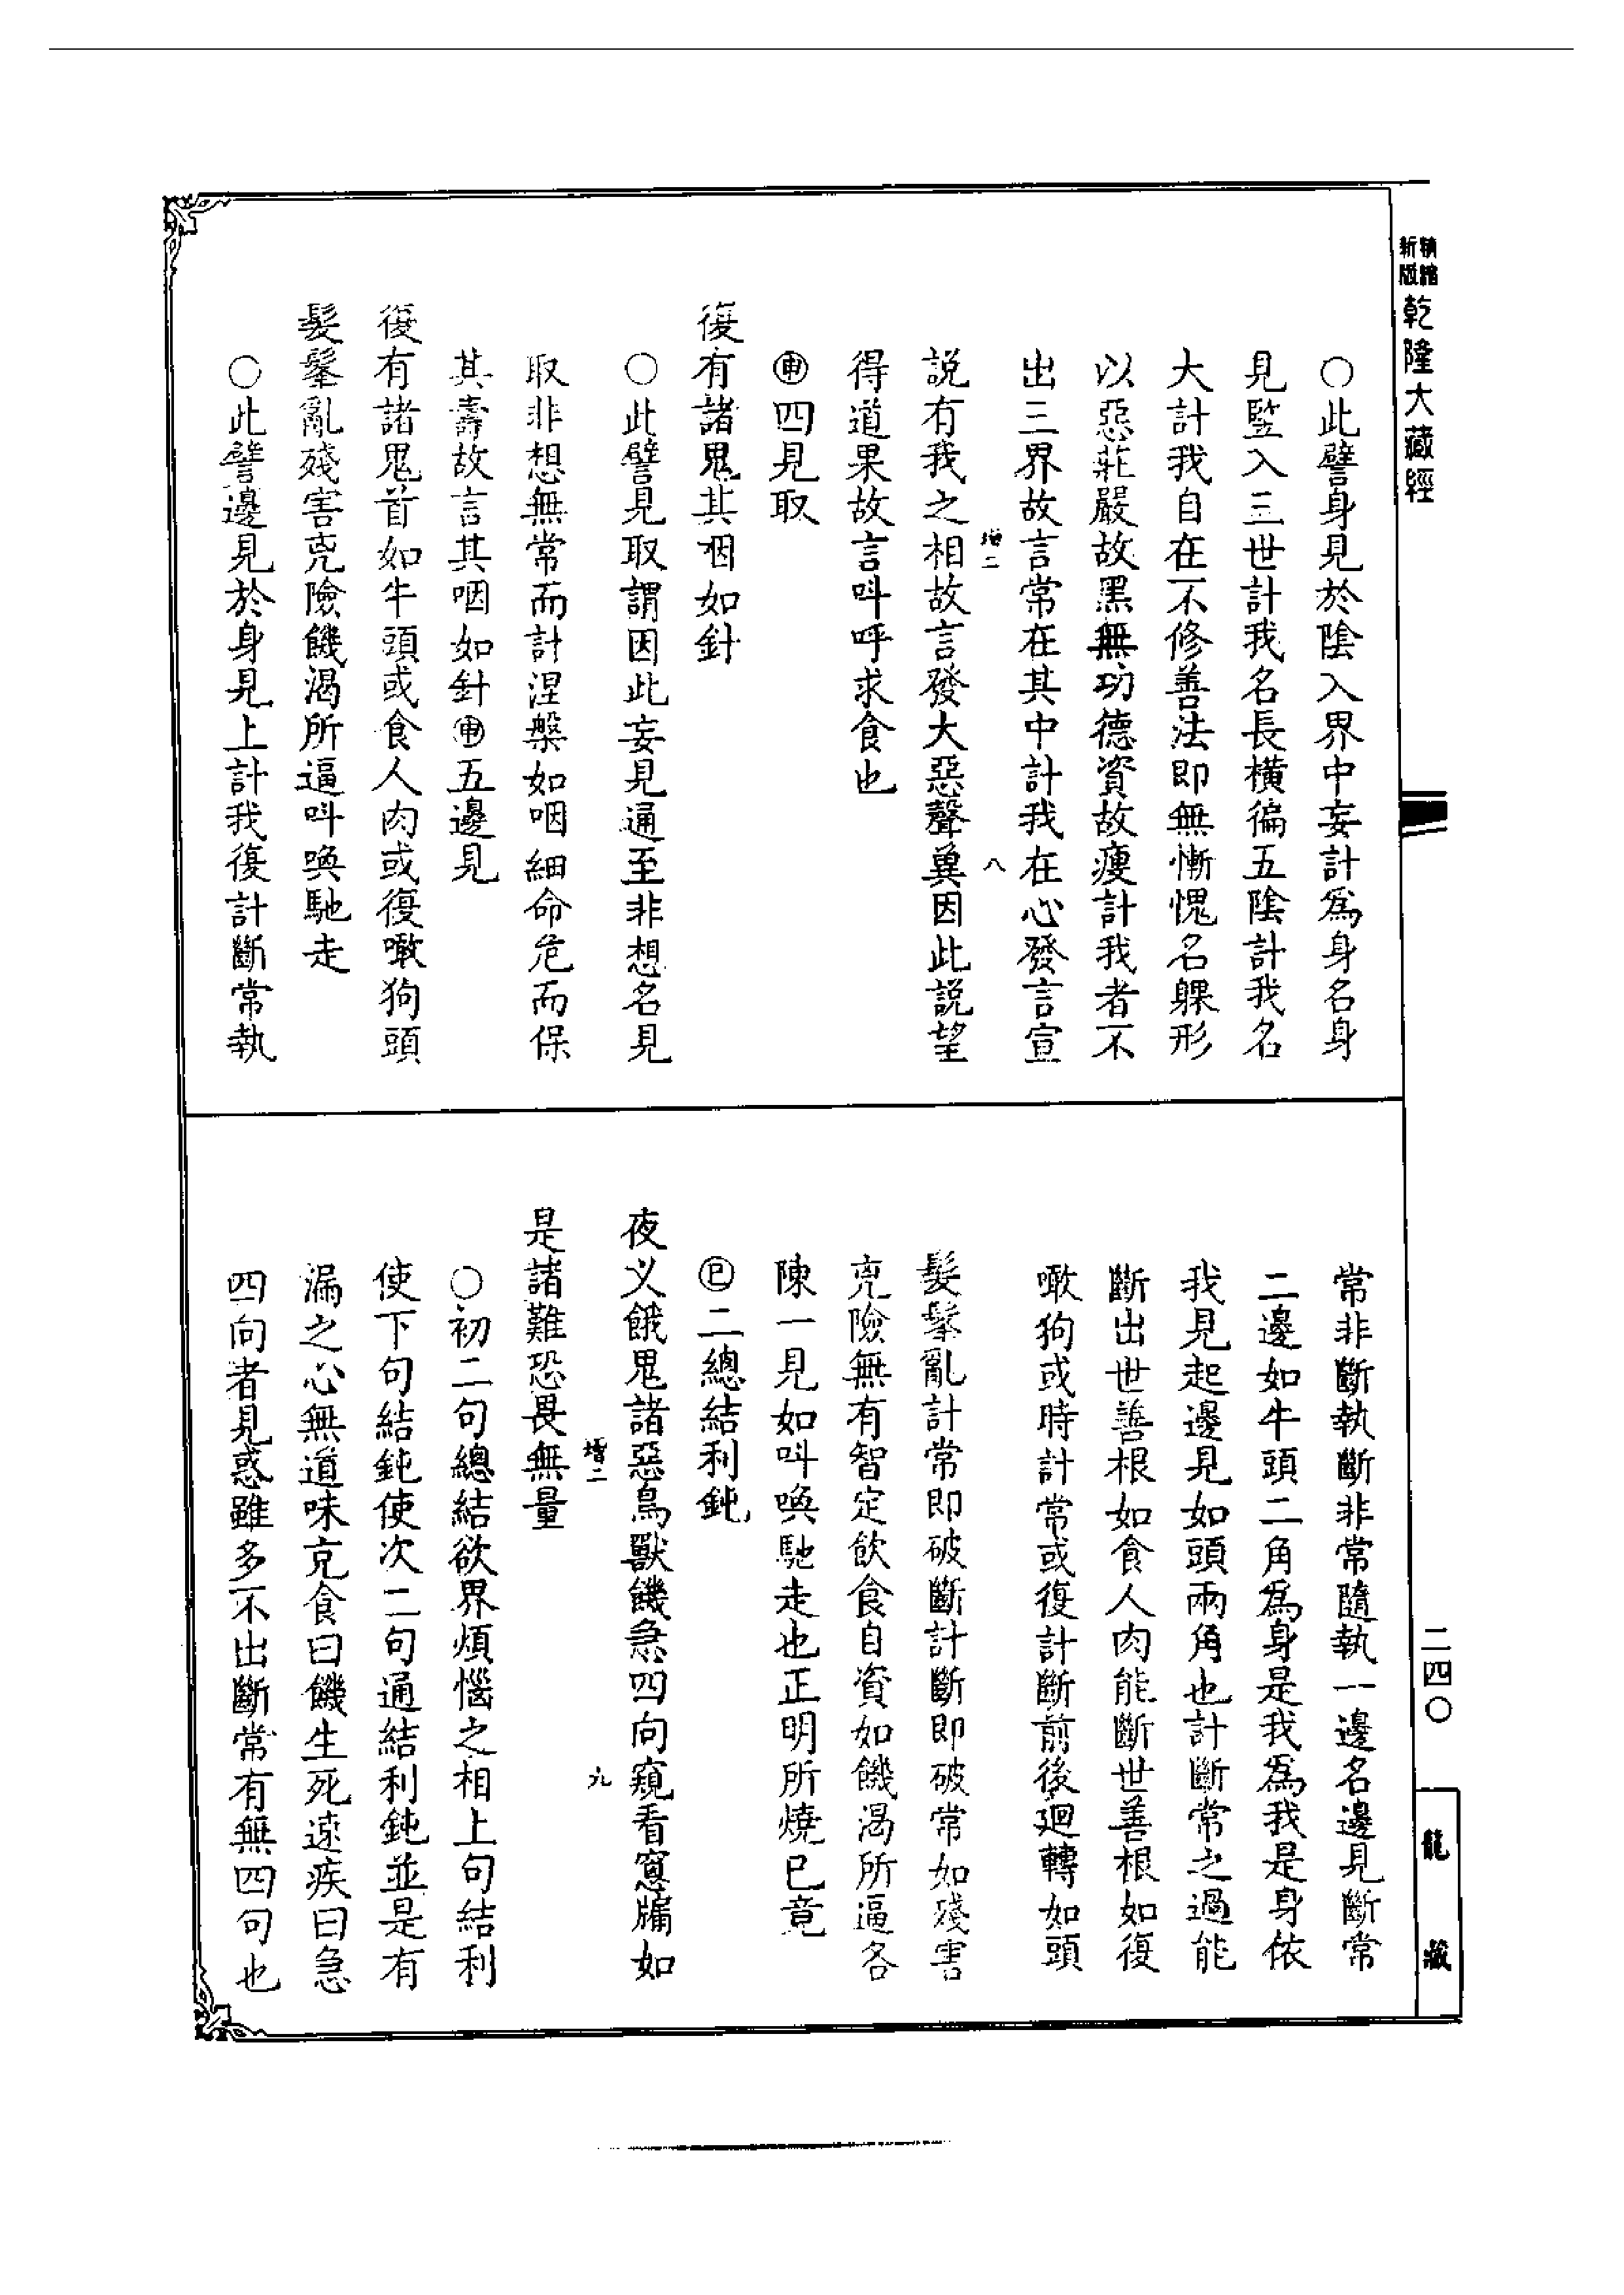 精縮新版乾隆大藏經
○此譬身見於陰入界中妄計爲身名身
見竪入三世計我名長橫徧五陰計我名
大計我自在不修善法即無慚愧名躶形
以惡莊嚴故黑無功德資故瘦計我者不
出三界故言常在其中計我在心發言宣
増二 八
說有我之相故言發大惡聲冀因此說望
得道果故言呌呼求食也
㊥四見取
復有諸鬼其咽如針
○此譬見取謂因此妄見通至非想名見
取非想無常而計涅槃如咽細命危而保
其壽故言其咽如針㊥五邊見
復有諸鬼首如牛頭或食人肉或復噉狗頭
髮髼亂殘害兇險饑渴所逼呌喚馳走
○此譬邊見於身見上計我復計斷常執
常非斷執斷非常隨執一邊名邊見斷常
二邊如牛頭二角爲身是我爲我是身依
我見起邊見如頭兩角也計斷常之過能
斷出世善根如食人肉能斷世善根如復
噉狗或時計常或復計斷前後迴轉如頭
髮髼亂計常即破斷計斷即破常如殘害
兇險無有智定飲食自資如饑渴所逼各
陳一見如呌喚馳走也正明所燒已竟
㊁二總結利鈍
夜义餓鬼諸惡鳥獸饑急四向窺看窻牖如
増二 九
是諸難恐畏無量
○初二句總結欲界煩惱之相上句結利
使下句結鈍使次二句通結利鈍並是有
漏之心無道味充食曰饑生死速疾曰急
四向者見惑雖多不出斷常有無四句也
二四〇
龍藏